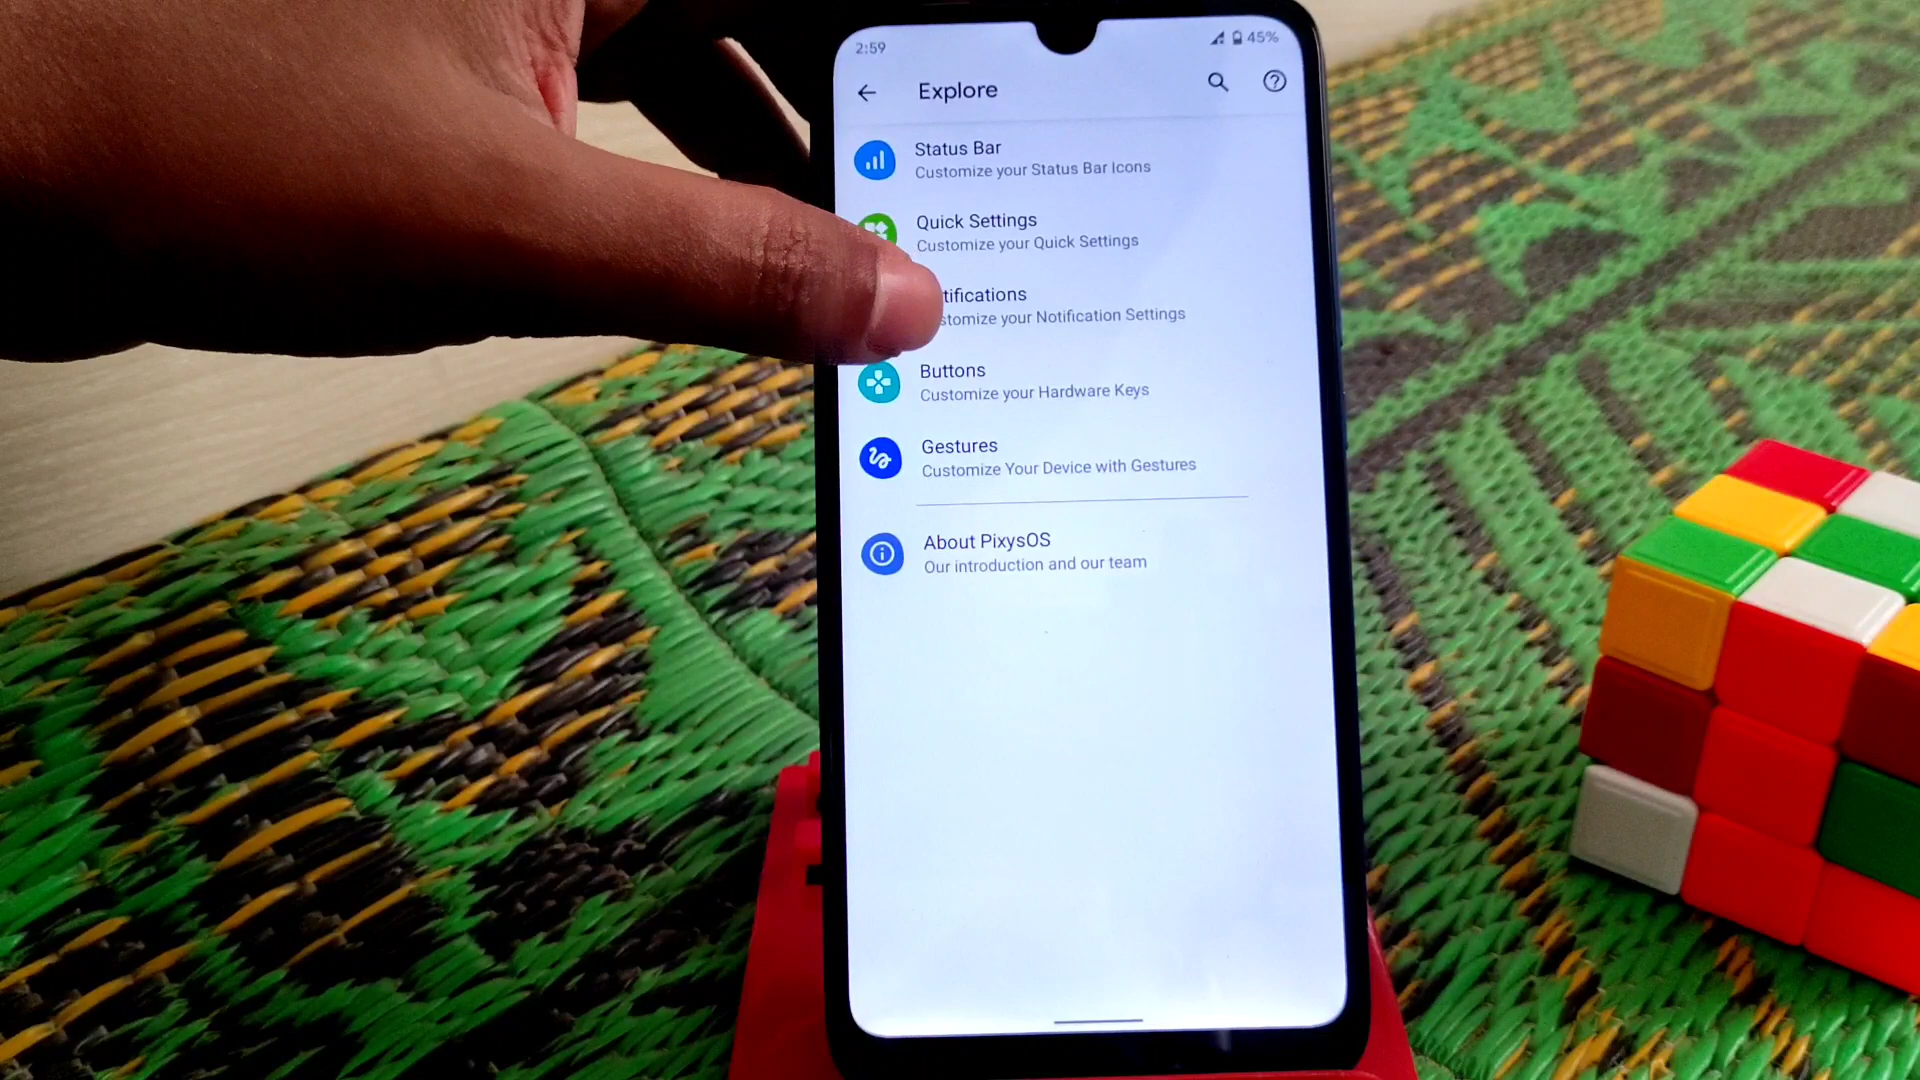 2:59
45%
Explore
Status Bar
Customize your Status Bar Icons
Quick Settings
Customize your Quick Settings
tifications
stomize your Notification Settings
Buttons
Customize your Hardware Keys
Gestures
Customize Your Device with Gestures
About PixysOS
Our introduction and our team